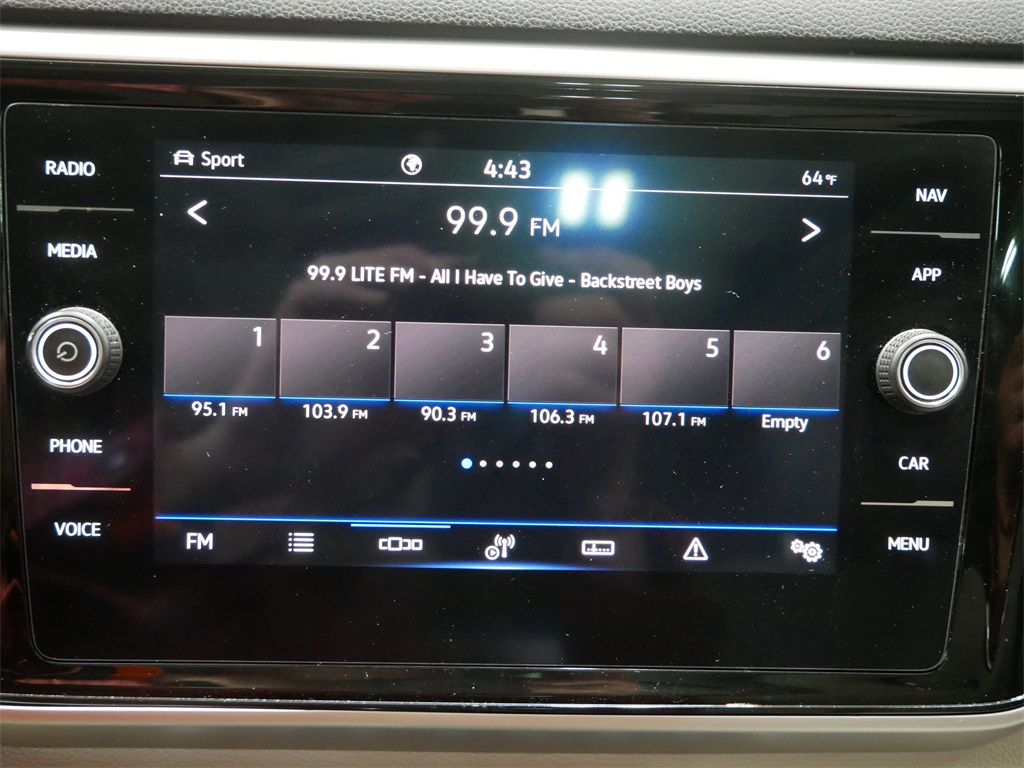 RADIO
MEDIA
PHONE
VOICE
Sport
4:43
64°F
99.9 FM
99.9 LITE FM - All I Have To Give - Backstreet Boys
1
2
3
4
5
6
95.1 FM
103.9 FM
90.3 FM
106.3 FM
107.1 FM
Empty
FM
NAV
APP
CAR
MENU